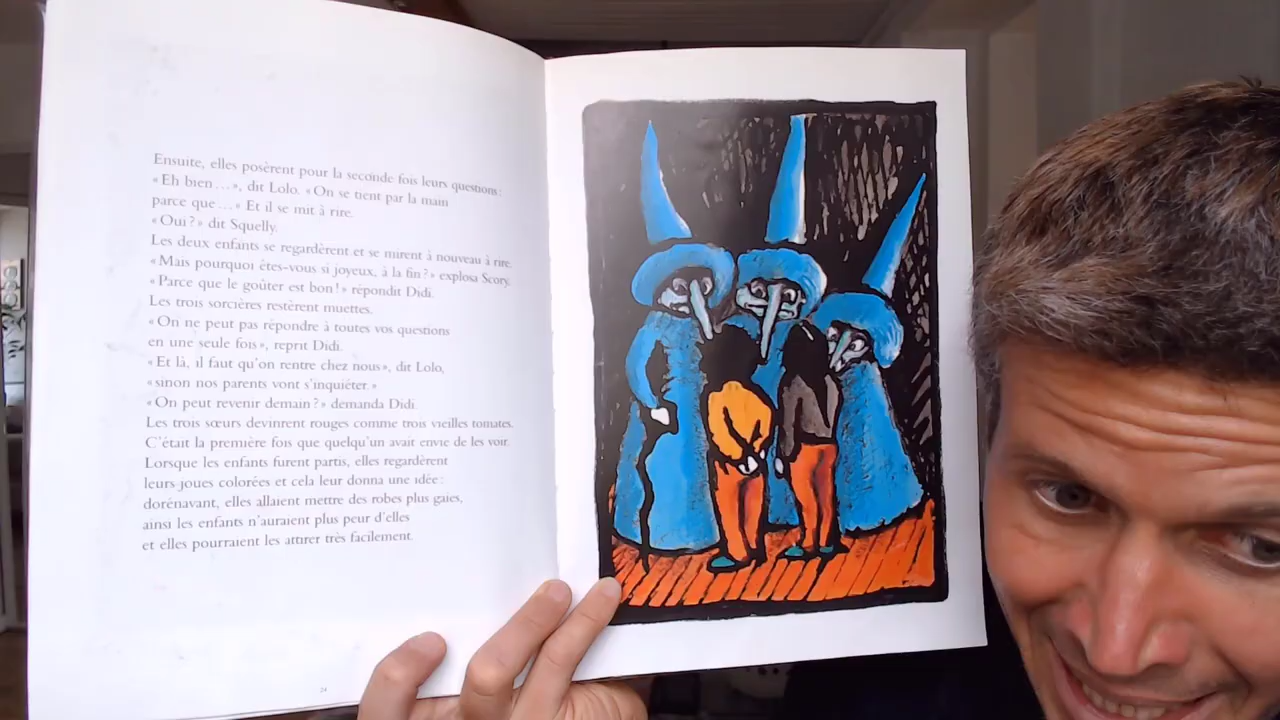 Ensuite, elles posèrent pour la seconde fois leurs questions:
«Eh bien...», dit Lolo. «On se tient par la main
parce que...» Et il se mit à rire.
«Oui?» dit Squelly.
Les deux enfants se regardèrent et se mirent à nouveau à rire.
«Mais pourquoi êtes-vous si joyeux, à la fin?» explosa Scory.
«Parce que le goûter est bon!» répondit Didi.
Les trois sorcières restèrent muettes.
«On ne peut pas répondre à toutes vos questions
en une seule fois», reprit Didi.
«Et là, il faut qu'on rentre chez nous», dit Lolo,
«sinon nos parents vont s'inquiéter.»
«On peut revenir demain?» demanda Didi.
Les trois sœurs devinrent rouges comme trois vieilles tomates.
C'était la première fois que quelqu'un avait envie de les voir.
Lorsque les enfants furent partis, elles regardèrent
leurs joues colorées et cela leur donna une idée:
dorénavant, elles allaient mettre des robes plus gaies,
ainsi les enfants n'auraient plus peur d'elles
et elles pourraient les attirer très facilement.
24